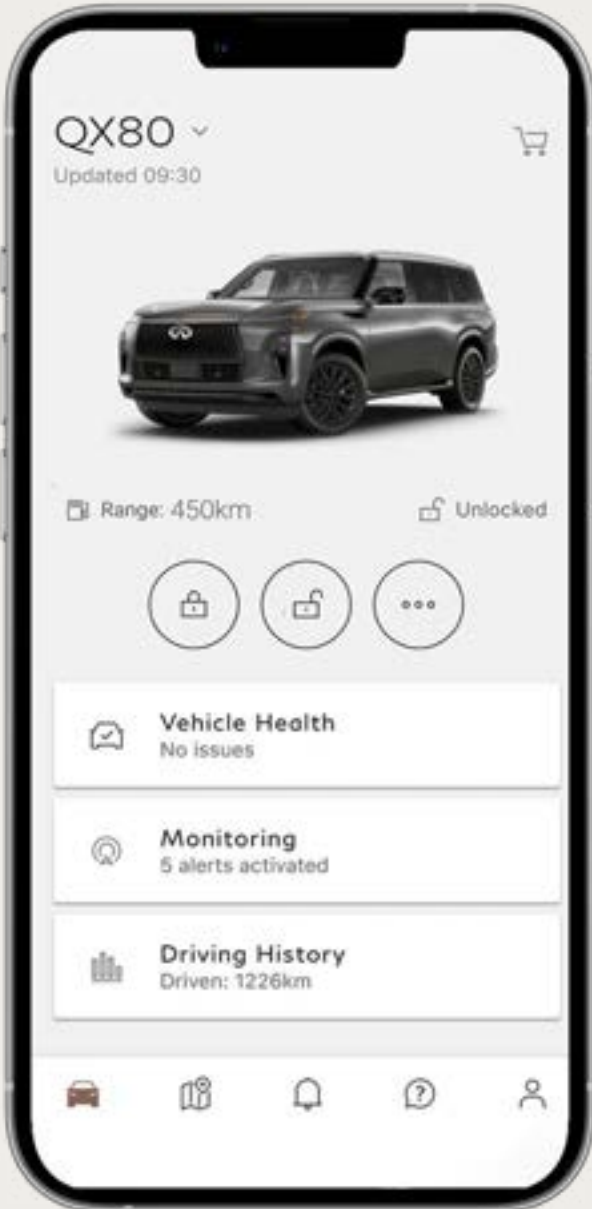 QX80
Updated 09:30
Range: 450km
Unlocked
Vehicle Health
No issues
Monitoring
5 alerts activated
Driving History
Driven: 1226km